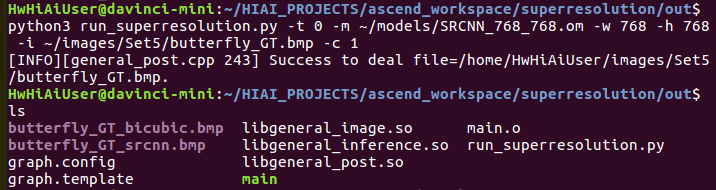 HwHiAiUser@davinci-mini:~/HIAI_PROJECTS/ascend_workspace/superresolution/out$
python3 run_superresolution.py -t 0 -m ~/models/SRCNN_768_768.om -w 768 -h 768
-i ~/images/Set5/butterfly_GT.bmp -c 1
[INFO][general_post.cpp 243] Success to deal file=/home/HwHiAiUser/images/Set5
/butterfly_GT.bmp.
HwHiAiUser@davinci-mini:~/HIAI_PROJECTS/ascend_workspace/superresolution/out$
ls
butterfly_GT_bicubic.bmp libgeneral_image.so main.o
butterfly_GT_srcnn.bmp libgeneral_inference.so run_superresolution.py
graph.config libgeneral_post.so
graph.template main